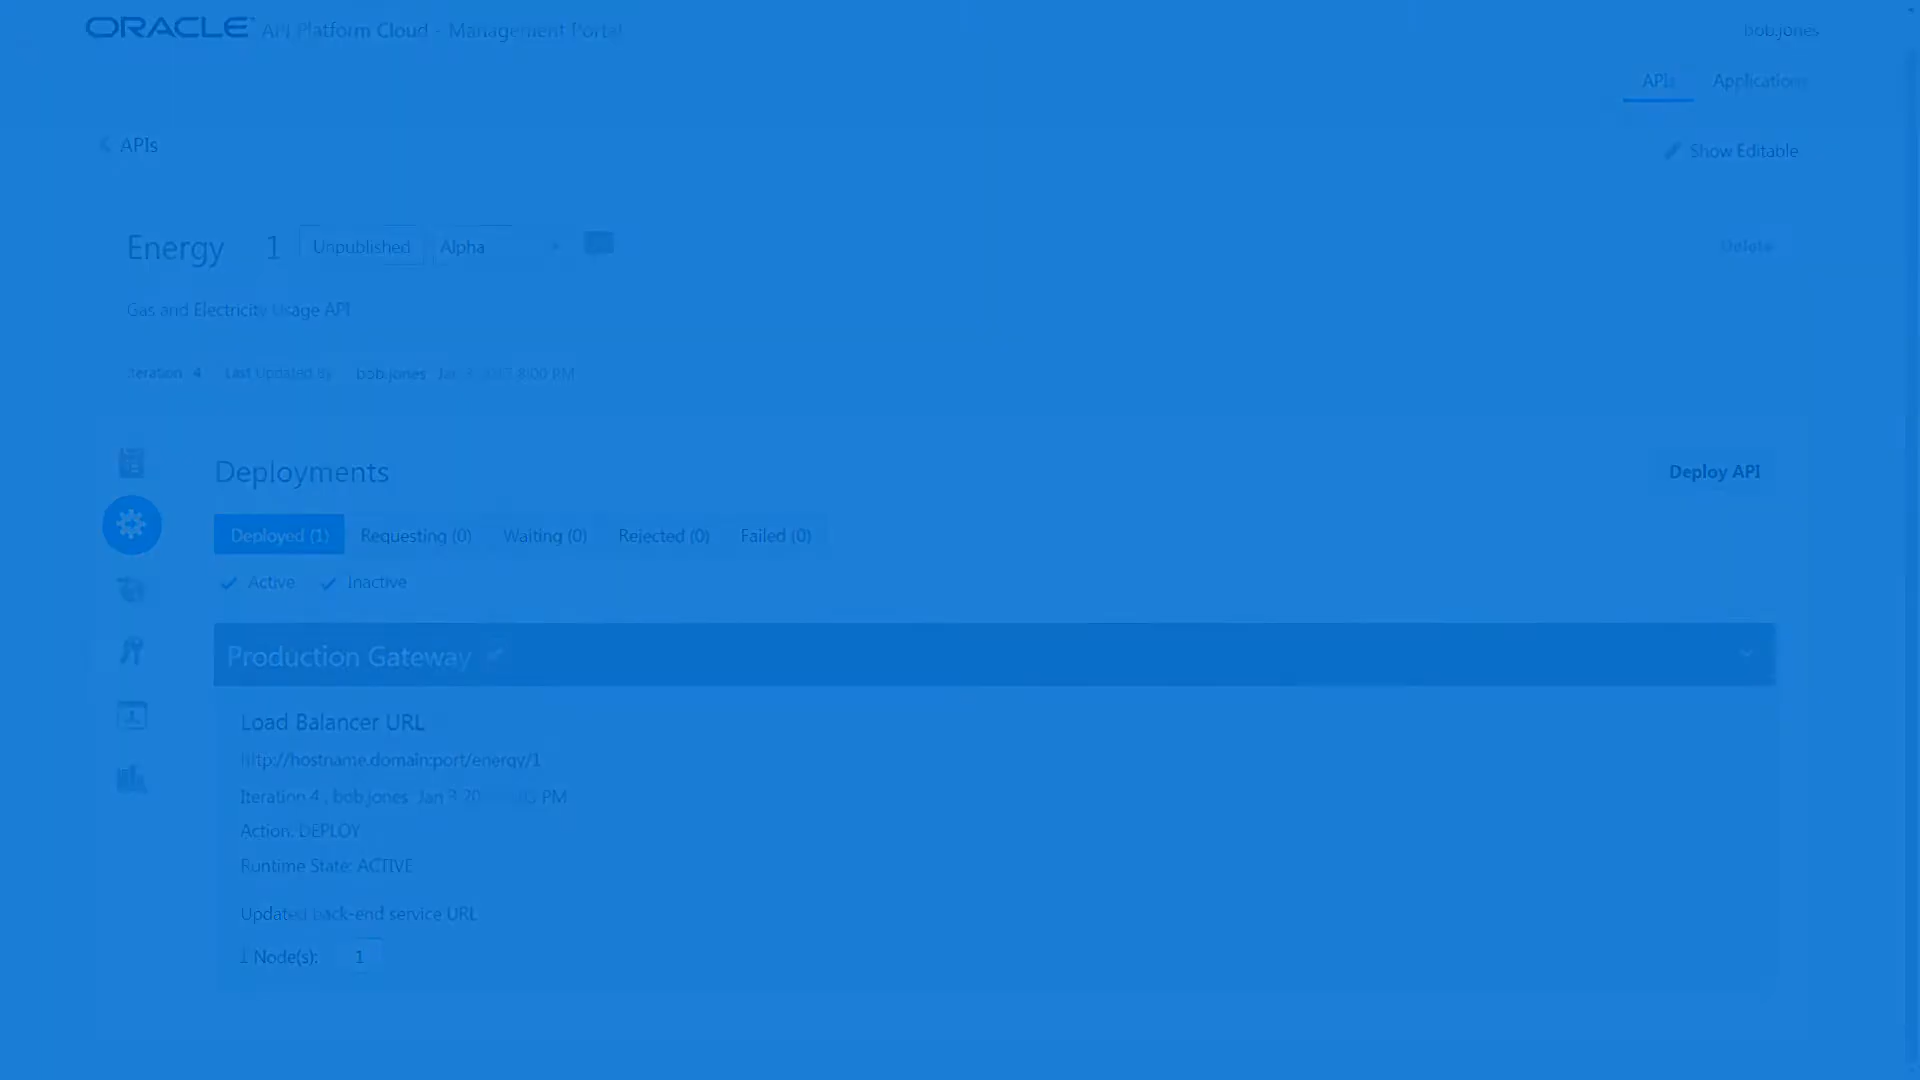 ORACLE API Platform Cloud - Management Portal
bob.jones
APIs Applications
APIs
Show Editable
Energy 1 Unpublished Alpha
Delete
Gas and Electricity Usage API
Iteration 4 Last Updated By bob.jones Jan 3, 2017 8:00 PM
Deployments
Deploy API
Deployed (1) Requesting (0) Waiting (0) Rejected (0) Failed (0)
Active Inactive
Production Gateway
Load Balancer URL
http://hostname.domain:port/energy/1
Iteration 4 , bob.jones Jan 3 PM
Action: DEPLOY
Runtime State: ACTIVE
Updated back-end service URL
1 Node(s): 1